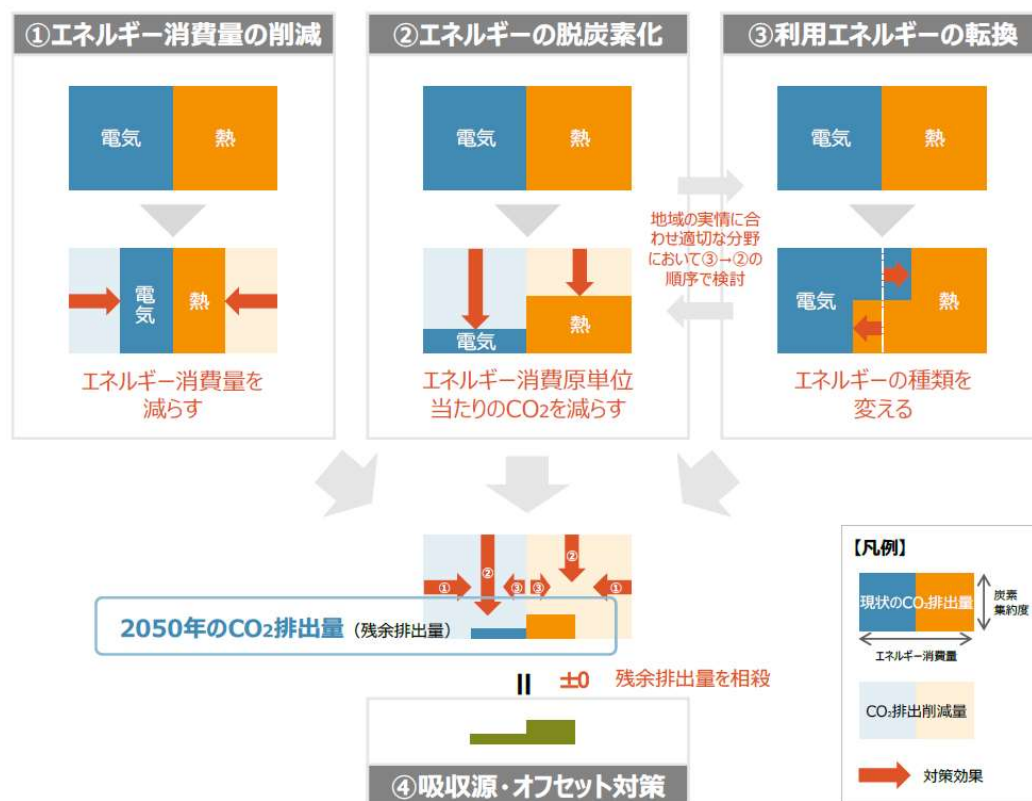 ①エネルギー消費量の削減
電気
熱
電気
熱
エネルギー消費量を
減らす
②エネルギーの脱炭素化
電気
熱
電気
熱
エネルギー消費原単位
当たりのCO₂を減らす
地域の実情に合
わせ適切な分野
において③→②の
順序で検討
③利用エネルギーの転換
電気
熱
電気
熱
エネルギーの種類を
変える
①
②
③
③
②
①
2050年のCO₂排出量（残余排出量）
=
±0 残余排出量を相殺
④吸収源・オフセット対策
【凡例】
現状のCO₂排出量
炭素
集約度
エネルギー消費量
CO₂排出削減量
対策効果